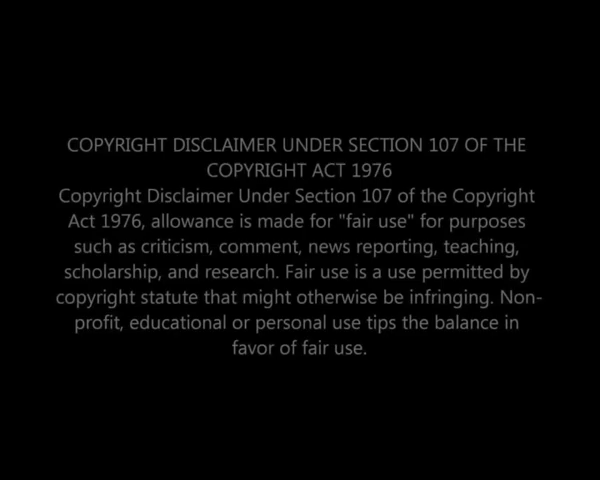 COPYRIGHT DISCLAIMER UNDER SECTION 107 OF THE
COPYRIGHT ACT 1976
Copyright Disclaimer Under Section 107 of the Copyright
Act 1976, allowance is made for "fair use" for purposes
such as criticism, comment, news reporting, teaching,
scholarship, and research. Fair use is a use permitted by
copyright statute that might otherwise be infringing. Non-
profit, educational or personal use tips the balance in
favor of fair use.